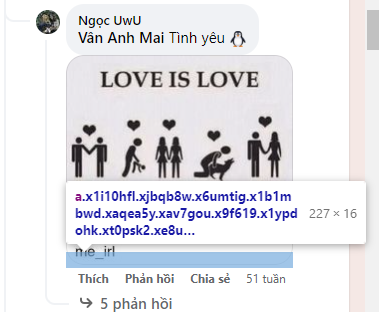 Ngọc UwU
Vân Anh Mai Tình yêu 🐧
LOVE IS LOVE
a.x1i10hfl.xjbqb8w.x6umtig.x1b1m
bwd.xaqea5y.xav7gou.x9f619.x1ypd
ohk.xt0psk2.xe8u...
227 × 16
me_irl
Thích Phản hồi Chia sẻ 51 tuần
5 phản hồi